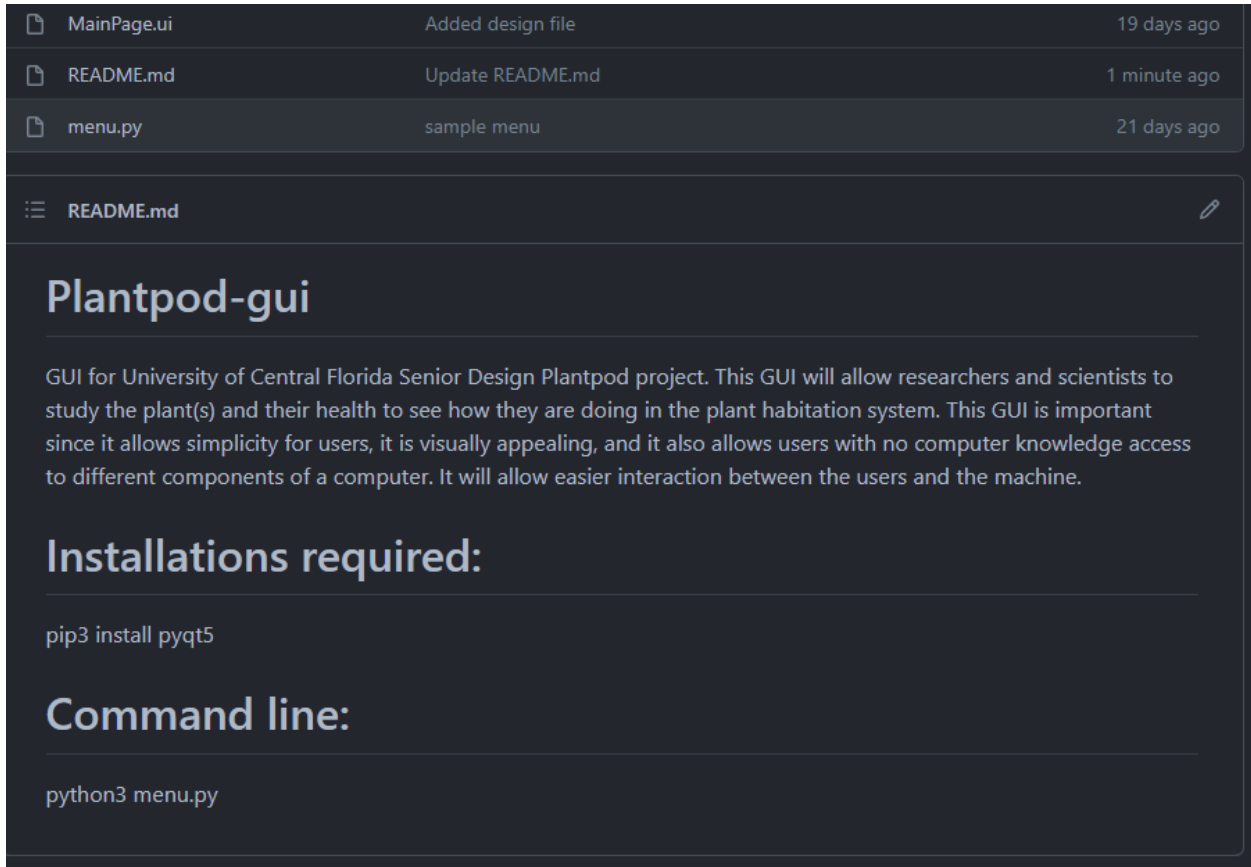 MainPage.ui Added design file 19 days ago
README.md Update README.md 1 minute ago
menu.py sample menu 21 days ago
README.md
Plantpod-gui
GUI for University of Central Florida Senior Design Plantpod project. This GUI will allow researchers and scientists to
study the plant(s) and their health to see how they are doing in the plant habitation system. This GUI is important
since it allows simplicity for users, it is visually appealing, and it also allows users with no computer knowledge access
to different components of a computer. It will allow easier interaction between the users and the machine.
Installations required:
pip3 install pyqt5
Command line:
python3 menu.py